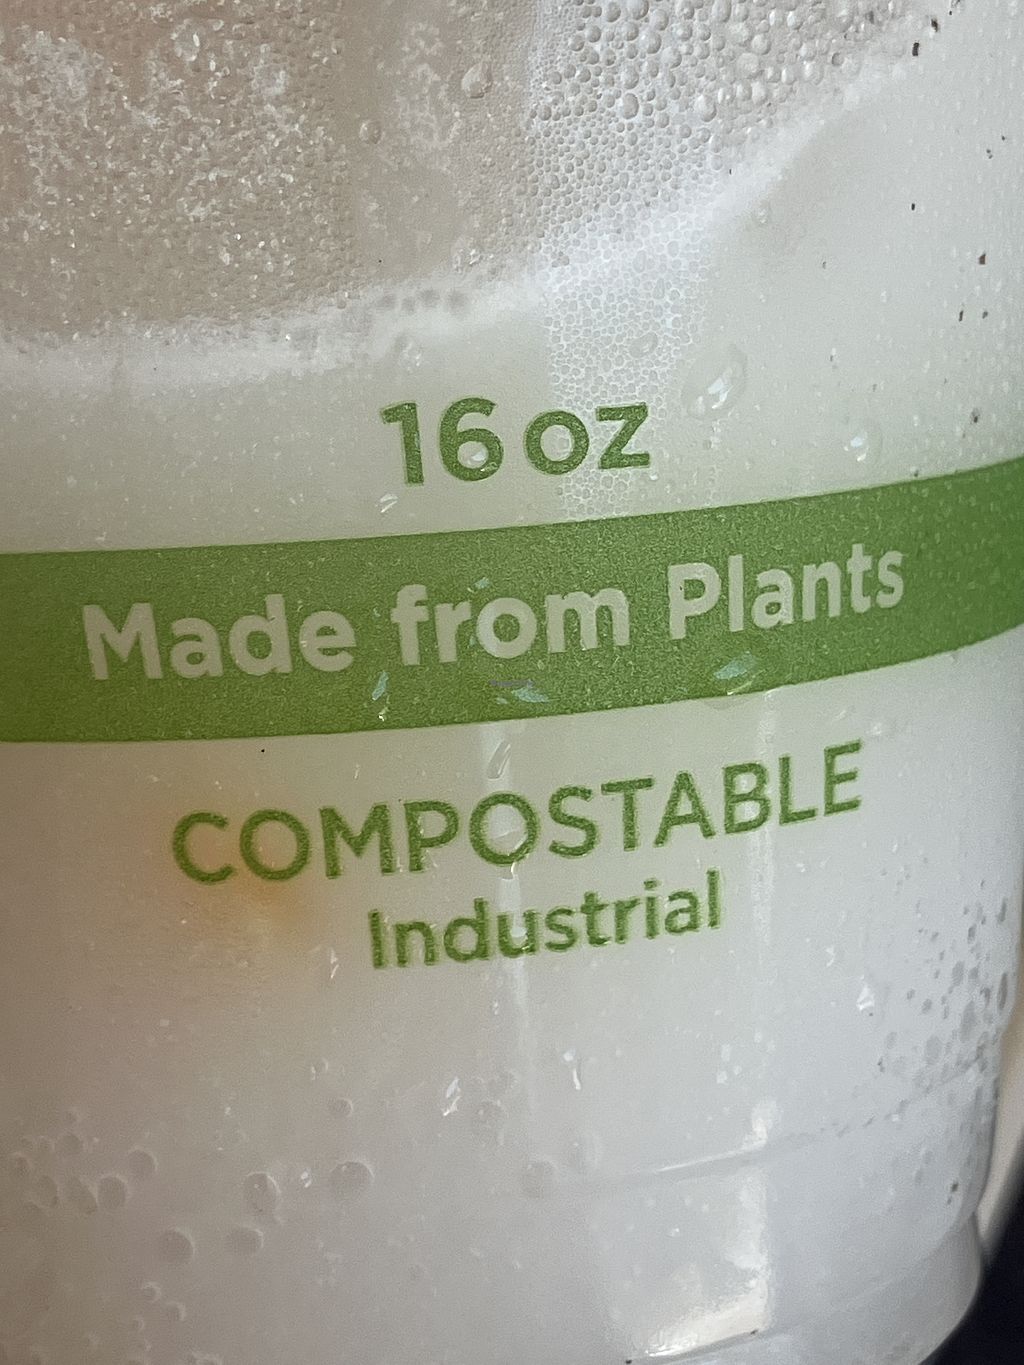 16 oz
Made from Plants
COMPOSTABLE
Industrial